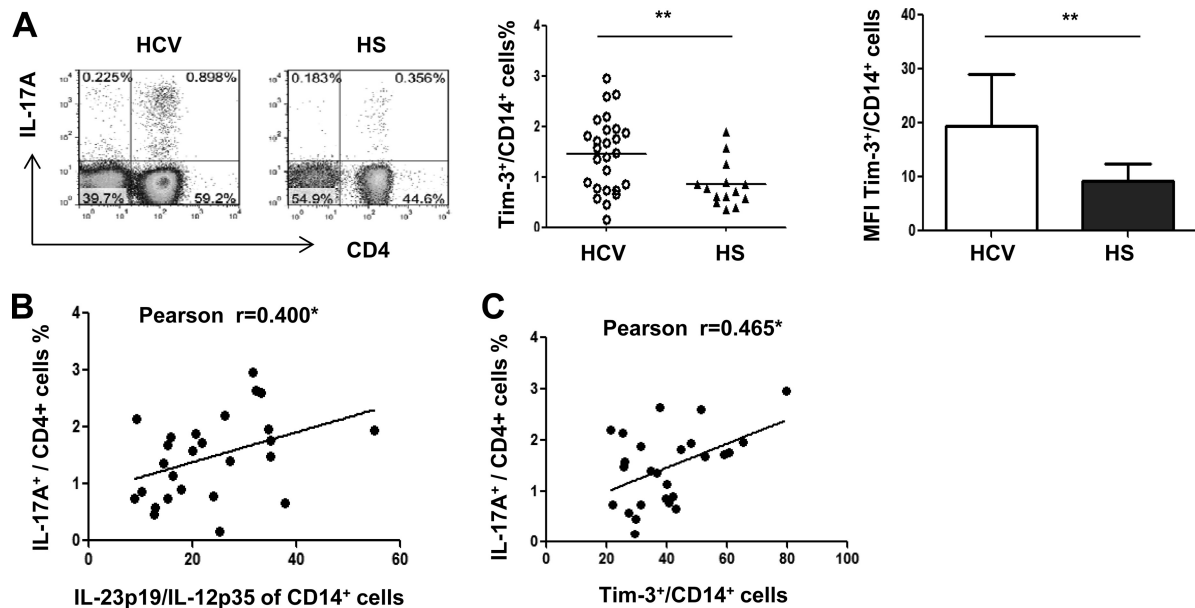 A
HCV
HS
IL-17A
0.225%
0.898%
39.7%
59.2%
0.183%
0.356%
54.9%
44.6%
CD4
Tim-3⁺/CD14⁺ cells%
4
3
2
1
0
**
HCV
HS
MFI Tim-3⁺/CD14⁺ cells
40
30
20
10
0
**
HCV
HS
B
Pearson r=0.400*
IL-17A⁺ / CD4+ cells %
4
3
2
1
0
0 20 40 60
IL-23p19/IL-12p35 of CD14⁺ cells
C
Pearson r=0.465*
IL-17A⁺ / CD4+ cells %
4
3
2
1
0
0 20 40 60 80 100
Tim-3⁺/CD14⁺ cells